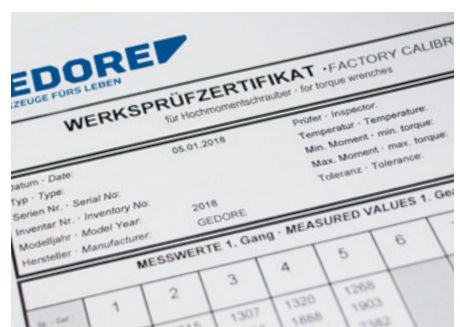 EDORE
KZEUGE FÜRS LEBEN
WERKSPRÜFZERTIFIKAT · FACTORY CALIBR
für Hochmomentschrauber · for torque wrenches
Datum · Date:
05.01.2018
Prüfer · Inspector:
Typ · Type:
Temperatur · Temperature:
Serien Nr. · Serial No:
Min. Moment · min. torque:
Inventar Nr. · Inventory No:
Max. Moment · max. torque:
Modelljahr · Model Year:
2018
Toleranz · Tolerance:
Hersteller · Manufacturer:
GEDORE
MESSWERTE 1. Gang · MEASURED VALUES 1. Gea
1 2 3 4 5 6
1307 1320 1268
1888 1903